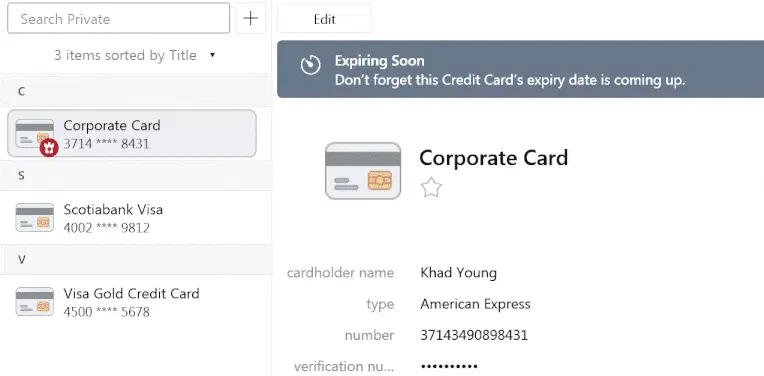 Search Private
+
3 items sorted by Title
C
Corporate Card
3714 **** 8431
S
Scotiabank Visa
4002 **** 9812
V
Visa Gold Credit Card
4500 **** 5678
Edit
Expiring Soon
Don't forget this Credit Card's expiry date is coming up.
Corporate Card
cardholder name Khad Young
type American Express
number 37143490898431
verification nu... ••••••••••